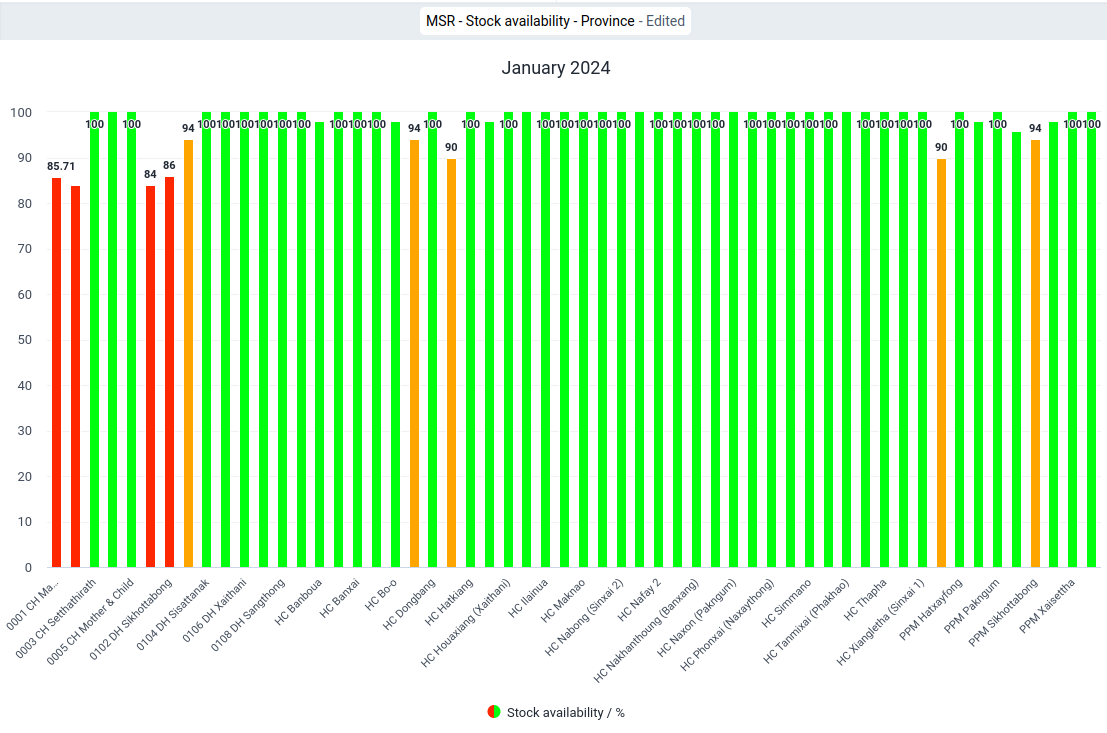 MSR - Stock availability - Province - Edited
January 2024
100
90
80
70
60
50
40
30
20
10
0
85.71
100
100
84
86
94
100 100 100 100 100 100
100 100 100
94
100
90
100
100
100 100 100 100 100
100 100 100 100
100 100 100 100 100
100 100 100 100
90
100
100
94
100 100
0001 CH Ma...
0003 CH Setthathirath
0005 CH Mother & Child
0102 DH Sikhottabong
0104 DH Sisattanak
0106 DH Xaithani
0108 DH Sangthong
HC Banboua
HC Banxai
HC Bo-o
HC Dongbang
HC Hatkiang
HC Houaxiang (Xaithani)
HC Ilainua
HC Maknao
HC Nabong (Sinxai 2)
HC Nafay 2
HC Nakhanthoung (Banxang)
HC Naxon (Pakngum)
HC Phonxai (Naxaythong)
HC Simmano
HC Tanmixai (Phakhao)
HC Thapha
HC Xiangletha (Sinxai 1)
PPM Hatxayfong
PPM Pakngum
PPM Sikhottabong
PPM Xaisettha
Stock availability / %